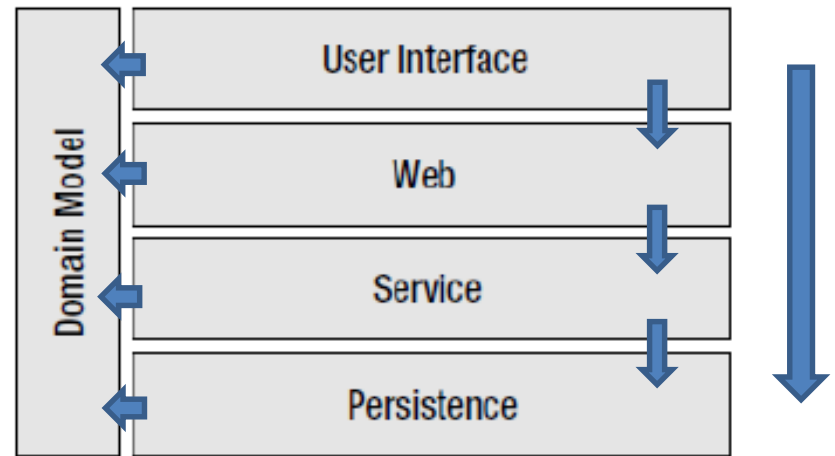 Domain Model
User Interface
Web
Service
Persistence